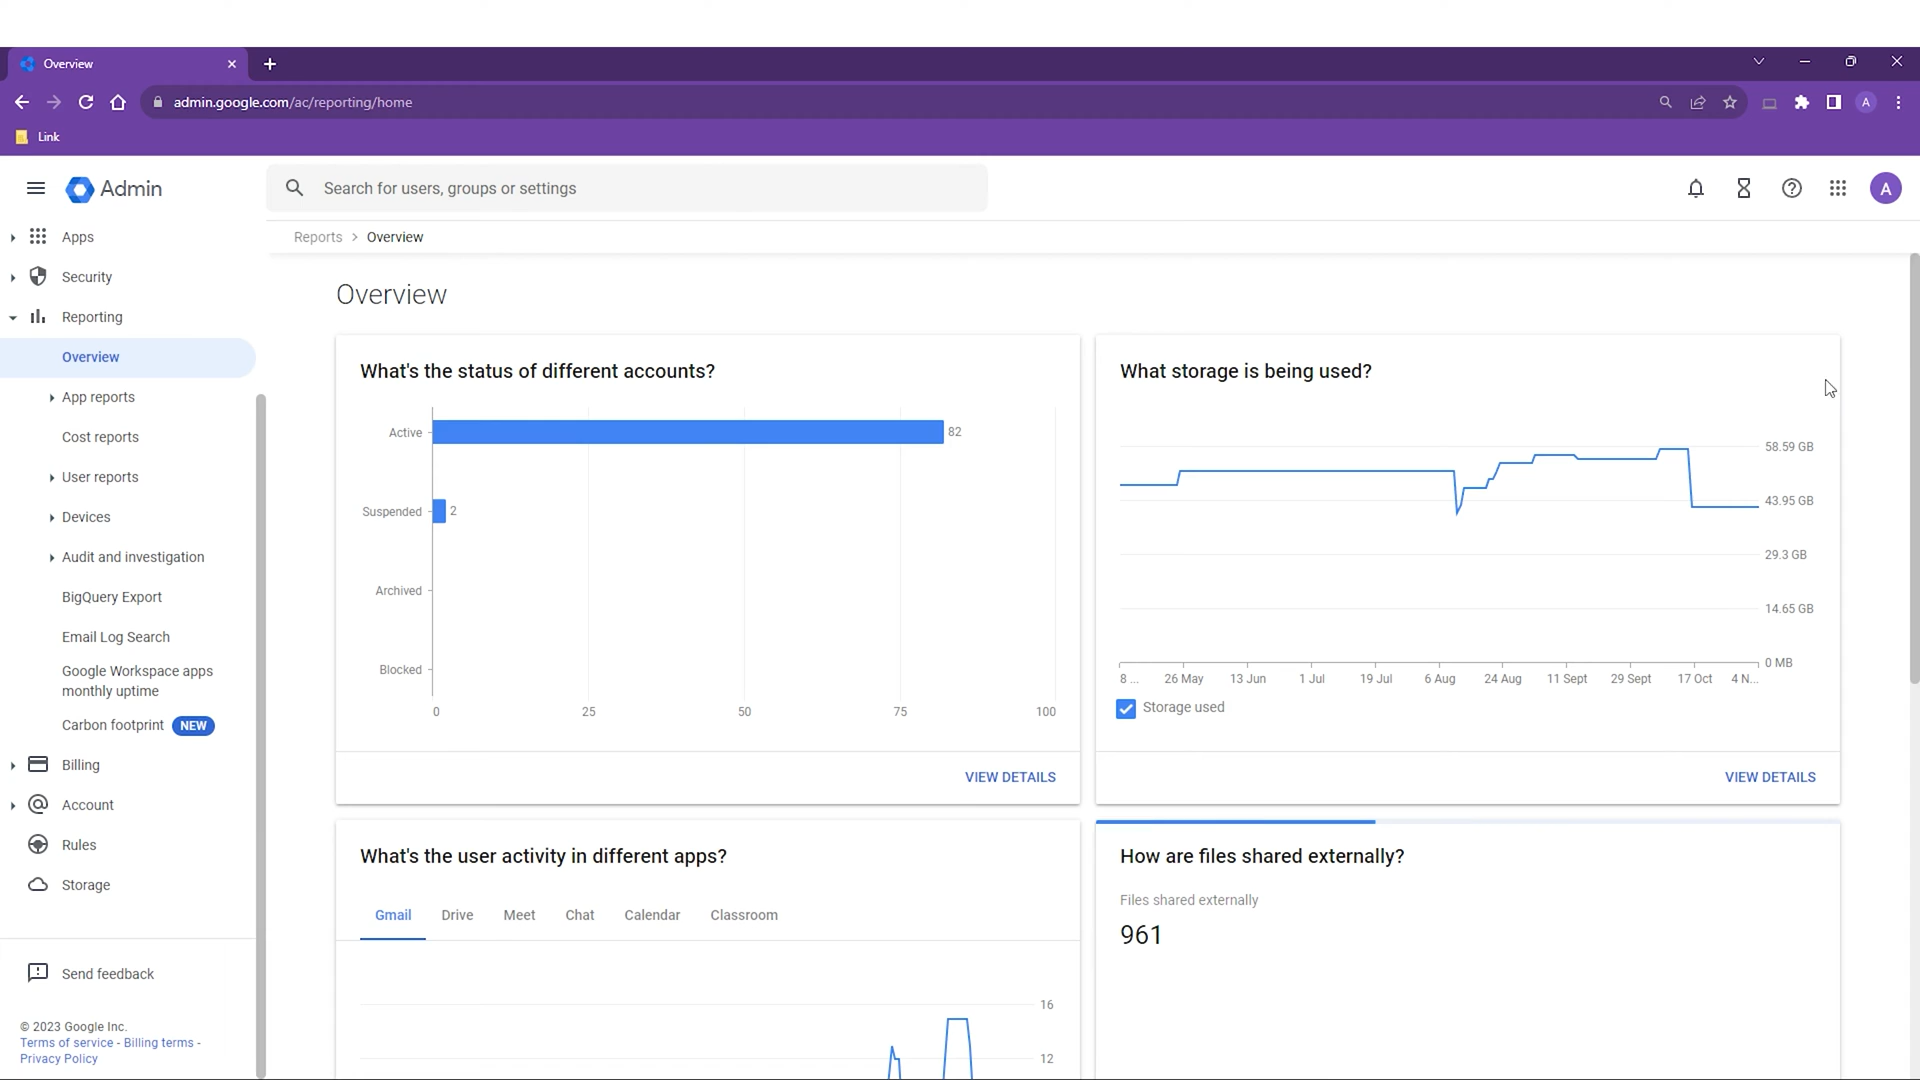 Overview
admin.google.com/ac/reporting/home
A
Link
Admin
Search for users, groups or settings
A
Apps
Security
Reporting
Overview
App reports
Cost reports
User reports
Devices
Audit and investigation
BigQuery Export
Email Log Search
Google Workspace apps
monthly uptime
Carbon footprint NEW
Billing
Account
Rules
Storage
Send feedback
© 2023 Google Inc.
Terms of service - Billing terms -
Privacy Policy
Reports > Overview
Overview
What's the status of different accounts?
Active 82
Suspended 2
Archived
Blocked
0 25 50 75 100
VIEW DETAILS
What storage is being used?
58.59 GB
43.95 GB
29.3 GB
14.65 GB
0 MB
8 ... 26 May 13 Jun 1 Jul 19 Jul 6 Aug 24 Aug 11 Sept 29 Sept 17 Oct 4 N...
Storage used
VIEW DETAILS
What's the user activity in different apps?
Gmail Drive Meet Chat Calendar Classroom
16
12
How are files shared externally?
Files shared externally
961